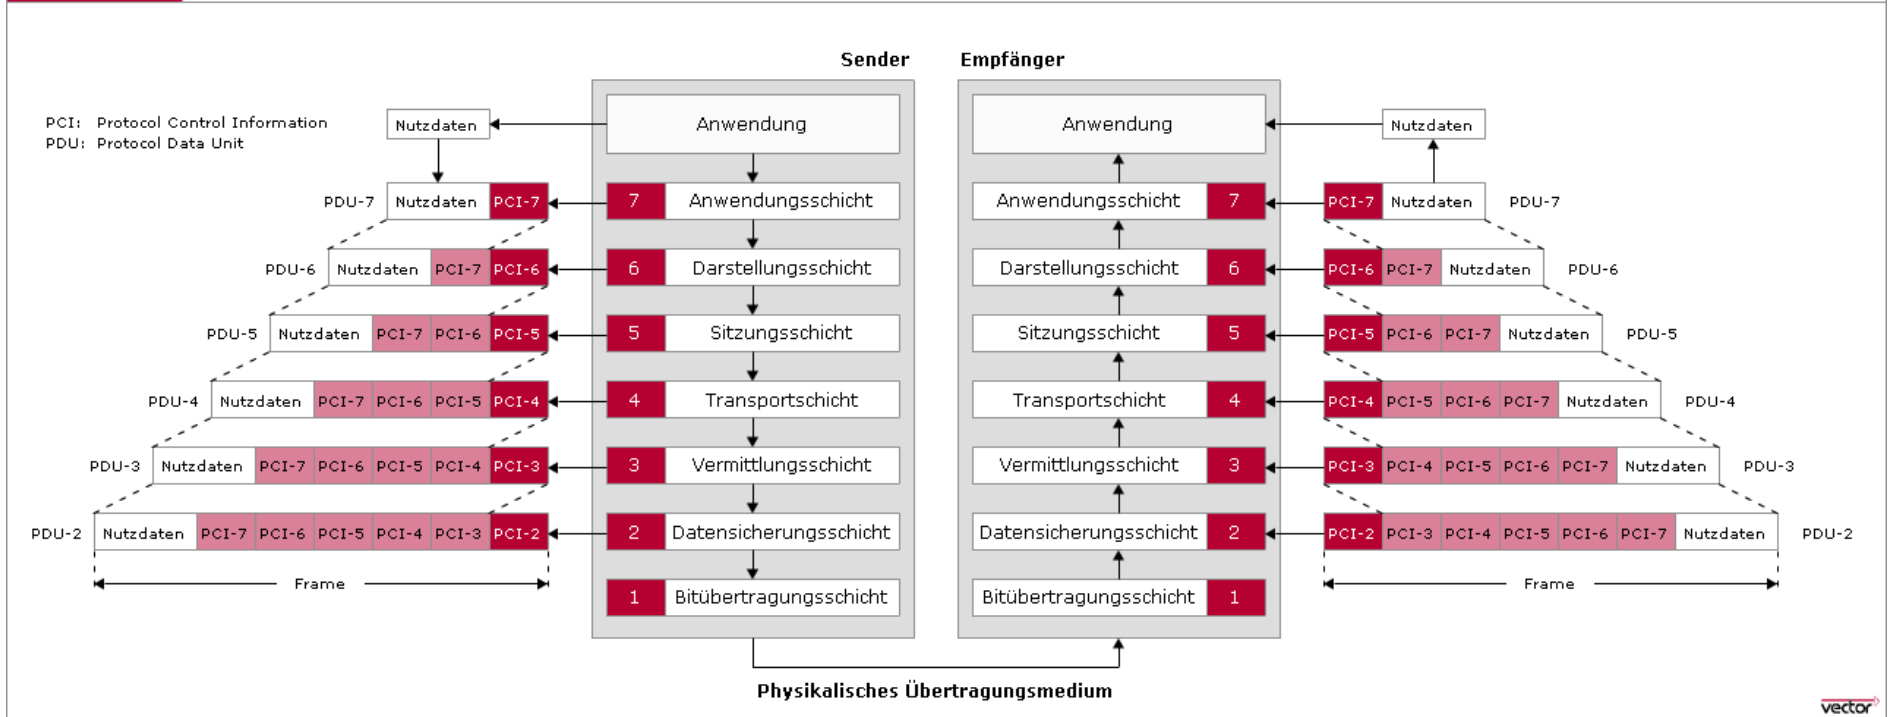 Sender Empfänger
PCI: Protocol Control Information
PDU: Protocol Data Unit
Nutzdaten Anwendung Anwendung Nutzdaten
PDU-7 Nutzdaten PCI-7 7 Anwendungsschicht Anwendungsschicht 7 PCI-7 Nutzdaten PDU-7
PDU-6 Nutzdaten PCI-7 PCI-6 6 Darstellungsschicht Darstellungsschicht 6 PCI-6 PCI-7 Nutzdaten PDU-6
PDU-5 Nutzdaten PCI-7 PCI-6 PCI-5 5 Sitzungsschicht Sitzungsschicht 5 PCI-5 PCI-6 PCI-7 Nutzdaten PDU-5
PDU-4 Nutzdaten PCI-7 PCI-6 PCI-5 PCI-4 4 Transportschicht Transportschicht 4 PCI-4 PCI-5 PCI-6 PCI-7 Nutzdaten PDU-4
PDU-3 Nutzdaten PCI-7 PCI-6 PCI-5 PCI-4 PCI-3 3 Vermittlungsschicht Vermittlungsschicht 3 PCI-3 PCI-4 PCI-5 PCI-6 PCI-7 Nutzdaten PDU-3
PDU-2 Nutzdaten PCI-7 PCI-6 PCI-5 PCI-4 PCI-3 PCI-2 2 Datensicherungsschicht Datensicherungsschicht 2 PCI-2 PCI-3 PCI-4 PCI-5 PCI-6 PCI-7 Nutzdaten PDU-2
Frame 1 Bitübertragungsschicht Bitübertragungsschicht 1 Frame
Physikalisches Übertragungsmedium
vector